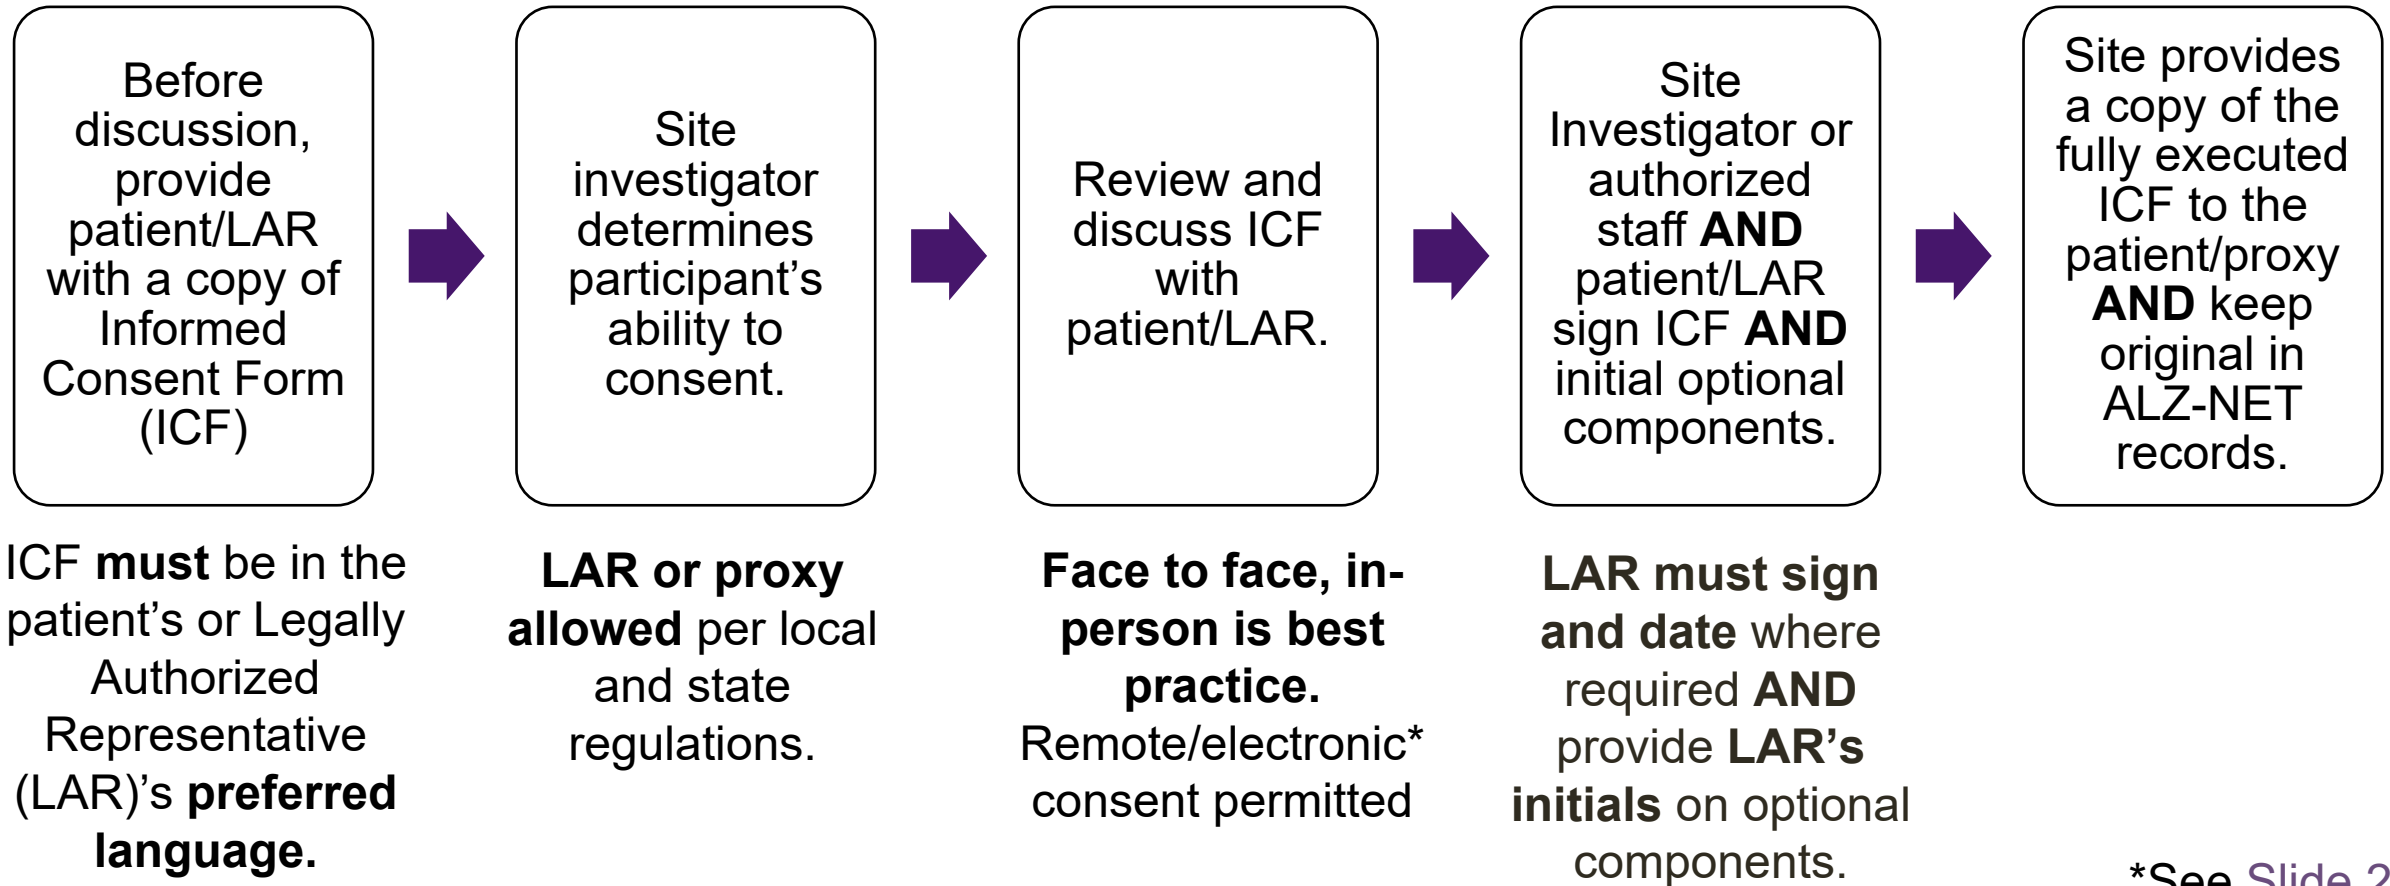 Before
discussion,
provide
patient/LAR
with a copy of
Informed
Consent Form
(ICF)
Site
investigator
determines
participant’s
ability to
consent.
Review and
discuss ICF
with
patient/LAR.
Site
Investigator or
authorized
staff AND
patient/LAR
sign ICF AND
initial optional
components.
Site provides
a copy of the
fully executed
ICF to the
patient/proxy
AND keep
original in
ALZ-NET
records.
ICF must be in the
patient’s or Legally
Authorized
Representative
(LAR)’s preferred
language.
LAR or proxy
allowed per local
and state
regulations.
Face to face, in-
person is best
practice.
Remote/electronic*
consent permitted
LAR must sign
and date where
required AND
provide LAR’s
initials on optional
components.
*See Slide 2